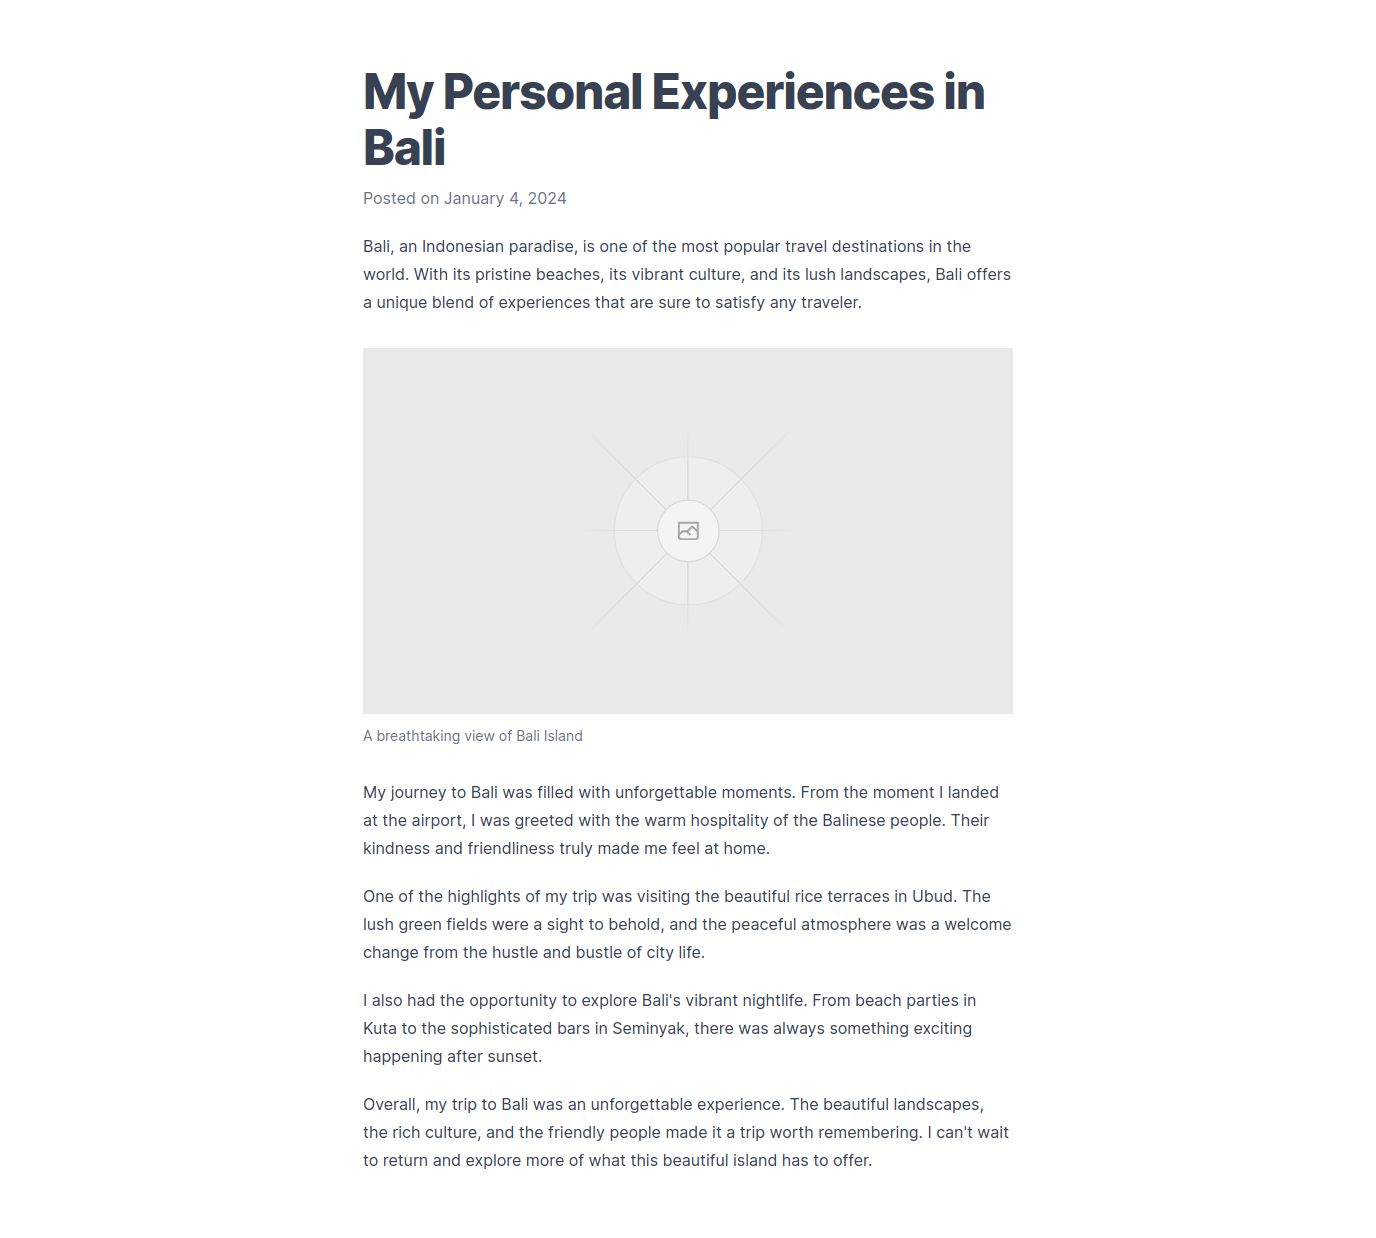 My Personal Experiences in
Bali
Posted on January 4, 2024
Bali, an Indonesian paradise, is one of the most popular travel destinations in the
world. With its pristine beaches, its vibrant culture, and its lush landscapes, Bali offers
a unique blend of experiences that are sure to satisfy any traveler.
A breathtaking view of Bali Island
My journey to Bali was filled with unforgettable moments. From the moment I landed
at the airport, I was greeted with the warm hospitality of the Balinese people. Their
kindness and friendliness truly made me feel at home.
One of the highlights of my trip was visiting the beautiful rice terraces in Ubud. The
lush green fields were a sight to behold, and the peaceful atmosphere was a welcome
change from the hustle and bustle of city life.
I also had the opportunity to explore Bali's vibrant nightlife. From beach parties in
Kuta to the sophisticated bars in Seminyak, there was always something exciting
happening after sunset.
Overall, my trip to Bali was an unforgettable experience. The beautiful landscapes,
the rich culture, and the friendly people made it a trip worth remembering. I can't wait
to return and explore more of what this beautiful island has to offer.